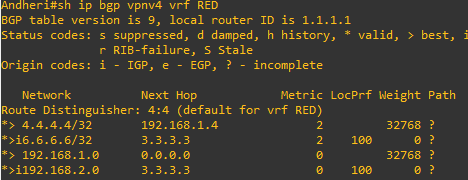 Andheri#sh ip bgp vpnv4 vrf RED
BGP table version is 9, local router ID is 1.1.1.1
Status codes: s suppressed, d damped, h history, * valid, > best, i
r RIB-failure, S Stale
Origin codes: i - IGP, e - EGP, ? - incomplete
Network Next Hop Metric LocPrf Weight Path
Route Distinguisher: 4:4 (default for vrf RED)
*> 4.4.4.4/32 192.168.1.4 2 32768 ?
*>i6.6.6.6/32 3.3.3.3 2 100 0 ?
*> 192.168.1.0 0.0.0.0 0 32768 ?
*>i192.168.2.0 3.3.3.3 0 100 0 ?